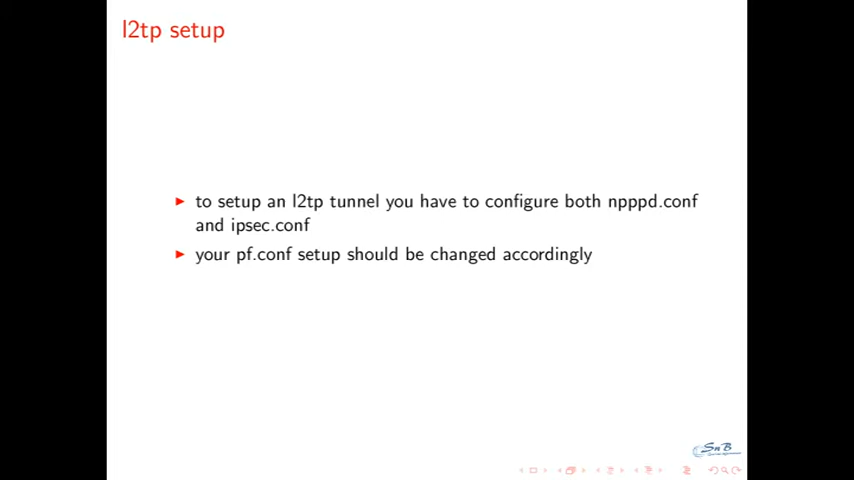 l2tp setup
to setup an l2tp tunnel you have to configure both npppd.conf
and ipsec.conf
your pf.conf setup should be changed accordingly
SnB